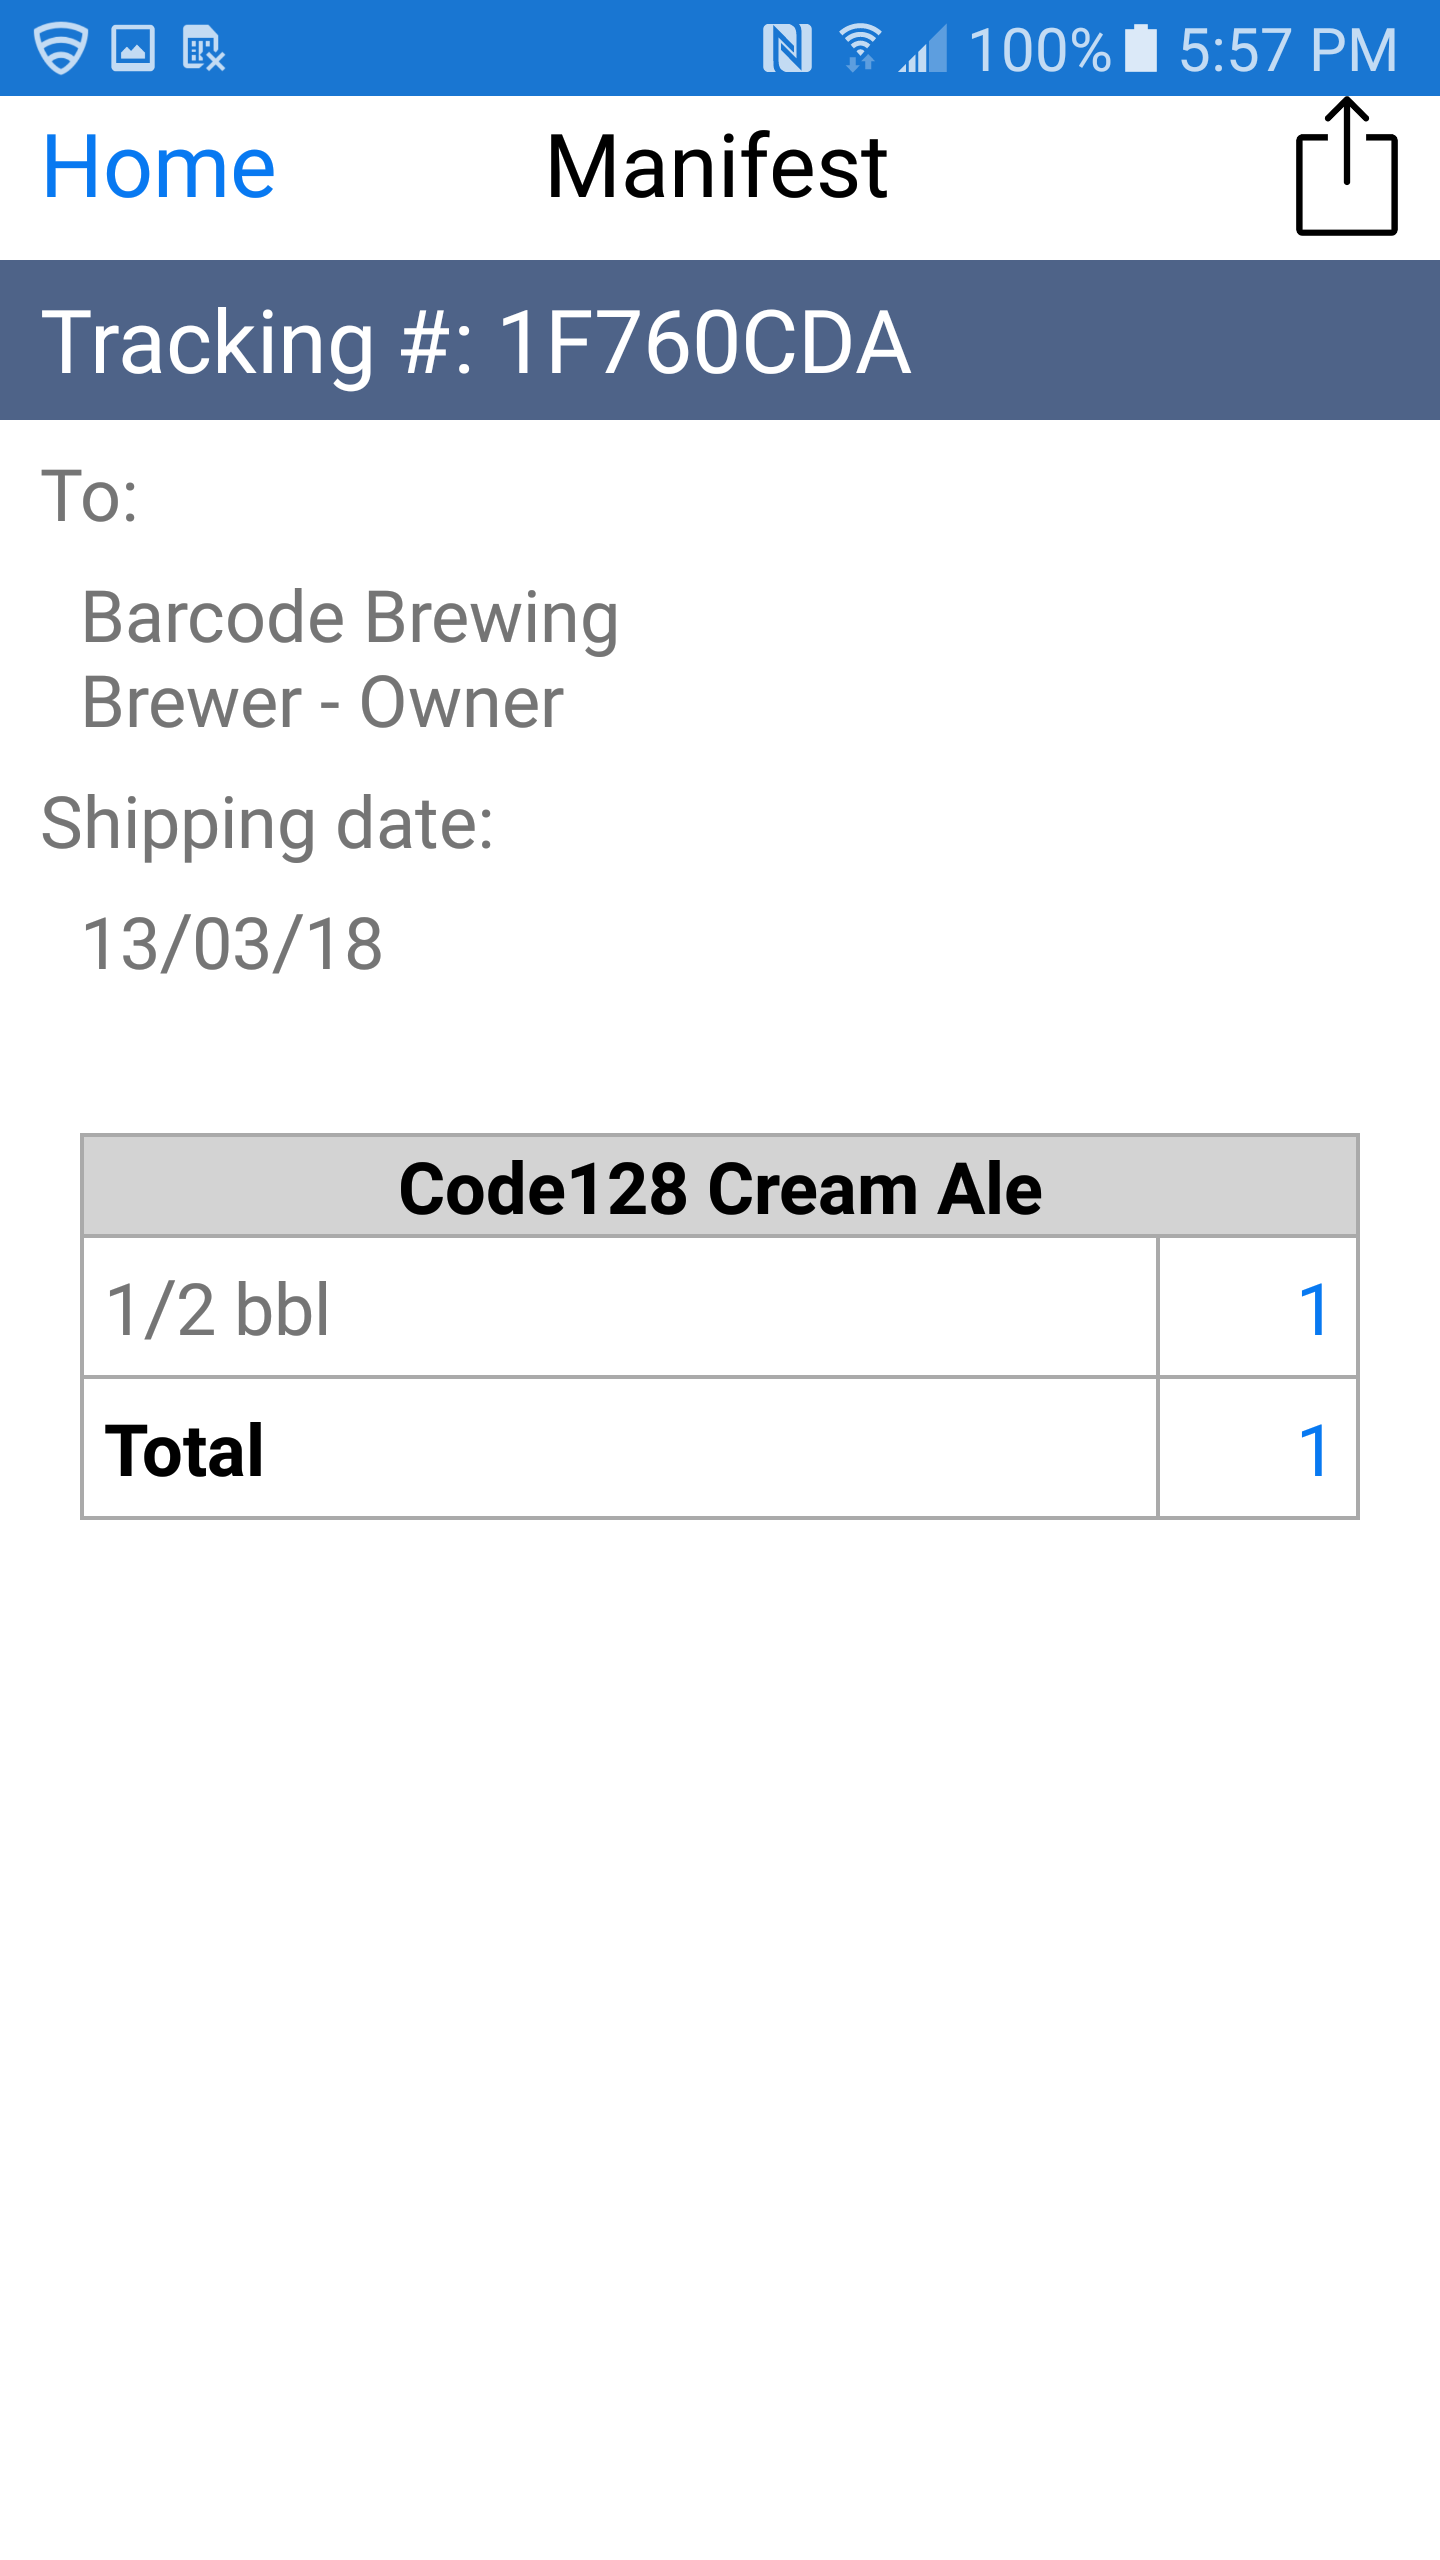 100% 5:57 PM
Home Manifest
Tracking #: 1F760CDA
To:
Barcode Brewing
Brewer - Owner
Shipping date:
13/03/18
Code128 Cream Ale
1/2 bbl 1
Total 1